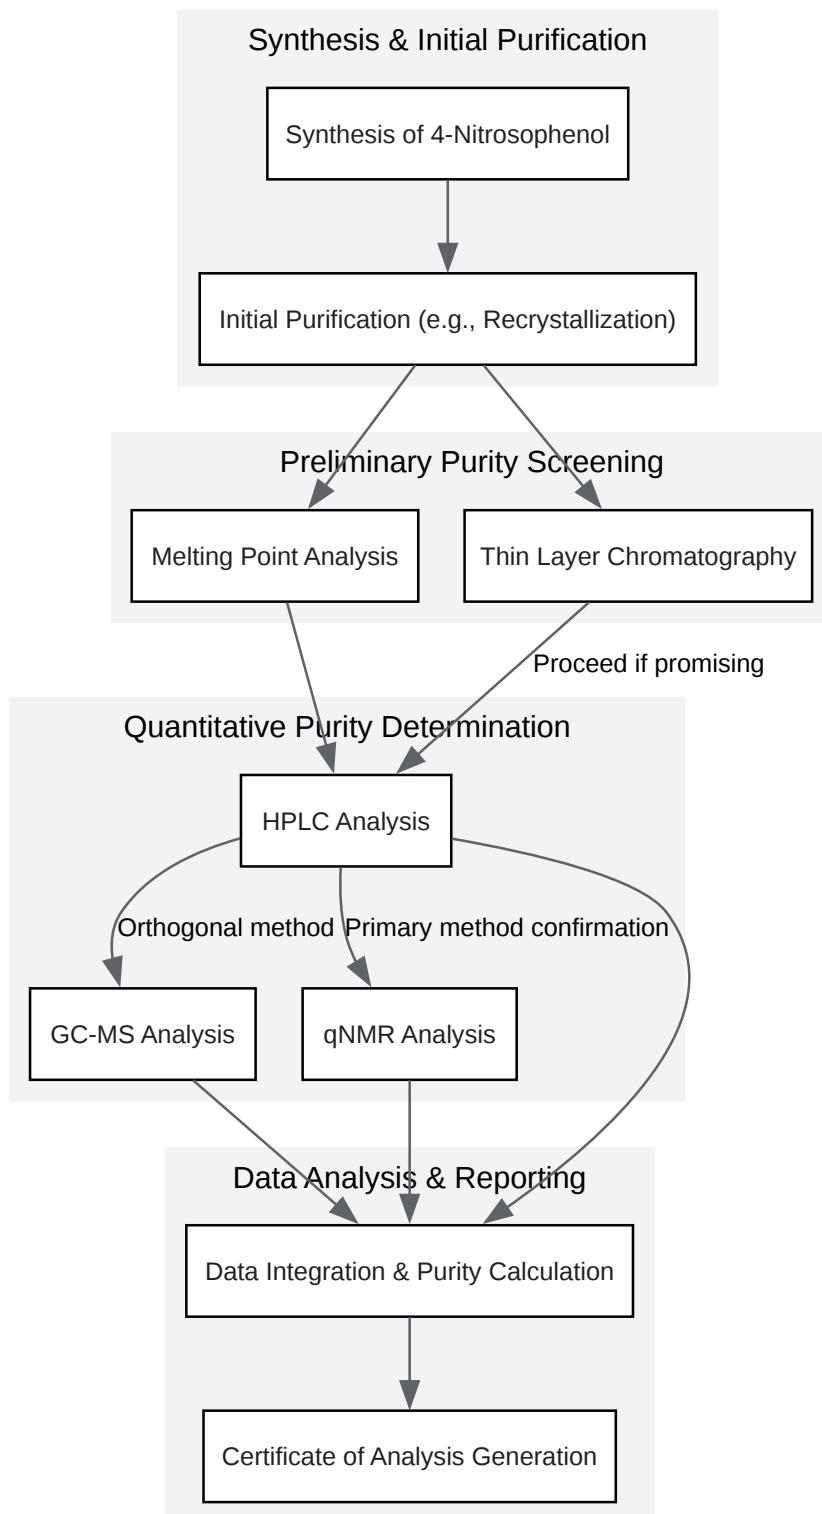 Synthesis & Initial Purification
Synthesis of 4-Nitrosophenol
Initial Purification (e.g., Recrystallization)
Preliminary Purity Screening
Melting Point Analysis
Thin Layer Chromatography
Proceed if promising
Quantitative Purity Determination
HPLC Analysis
Orthogonal method
Primary method confirmation
GC-MS Analysis
qNMR Analysis
Data Analysis & Reporting
Data Integration & Purity Calculation
Certificate of Analysis Generation